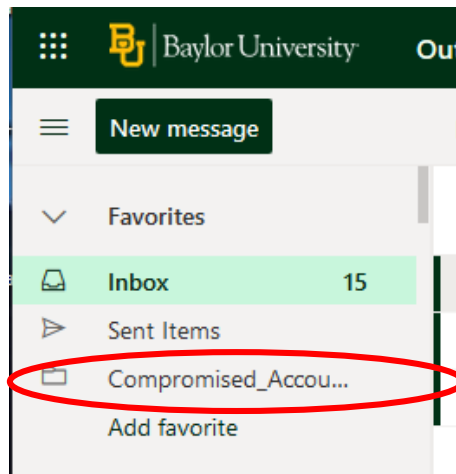 Baylor University
Ou
New message
Favorites
Inbox 15
Sent Items
Compromised_Accou...
Add favorite